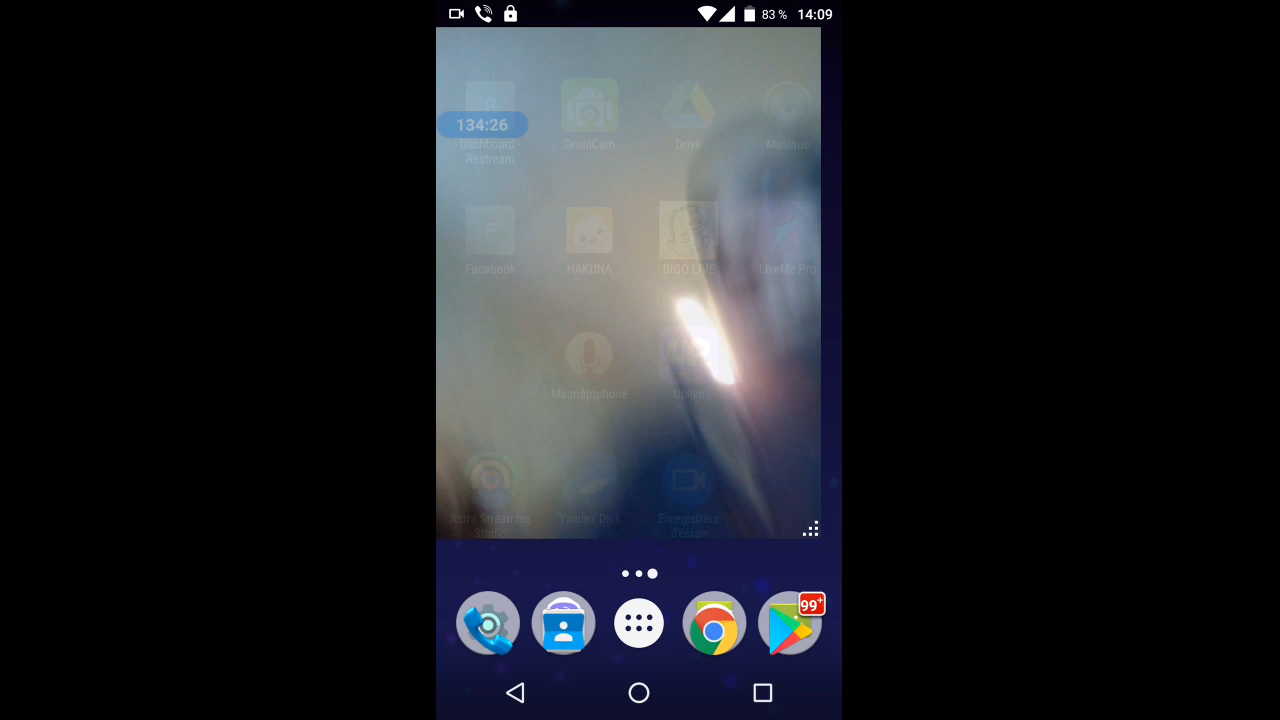 83 %
14:09
134:26
R
Dashboard -
Restream
DroidCam
Drive
Musique
F
Facebook
HAKUNA
BIGO LIVE
LiveMe Pro
Magnétophone
Uplive
Astra Streaming
Studio
Yandex.Disk
Enregistreur
d'écran
99+